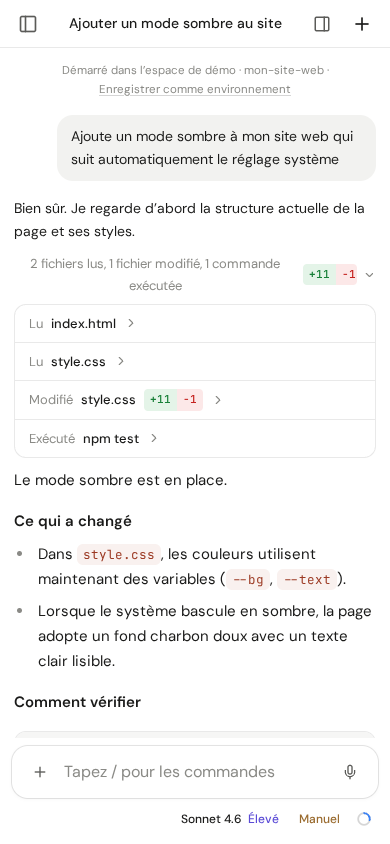 Ajouter un mode sombre au site
Démarré dans l’espace de démo · mon-site-web ·
Enregistrer comme environnement
Ajoute un mode sombre à mon site web qui
suit automatiquement le réglage système
Bien sûr. Je regarde d’abord la structure actuelle de la
page et ses styles.
2 fichiers lus, 1 fichier modifié, 1 commande
exécutée
+11 -1
Lu index.html
Lu style.css
Modifié style.css +11 -1
Exécuté npm test
Le mode sombre est en place.
Ce qui a changé
• Dans style.css, les couleurs utilisent
maintenant des variables (--bg, --text).
• Lorsque le système bascule en sombre, la page
adopte un fond charbon doux avec un texte
clair lisible.
Comment vérifier
Tapez / pour les commandes
Sonnet 4.6 Élevé Manuel